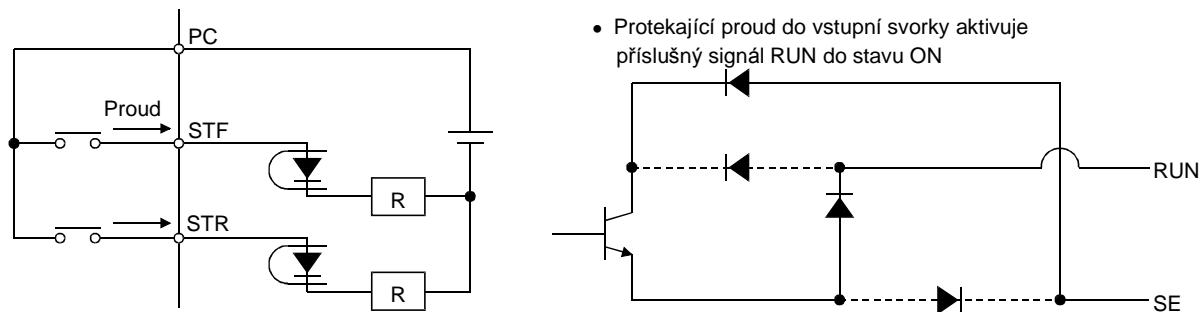 PC
Proud
STF
R
STR
R
• Protekající proud do vstupní svorky aktivuje
příslušný signál RUN do stavu ON
RUN
SE